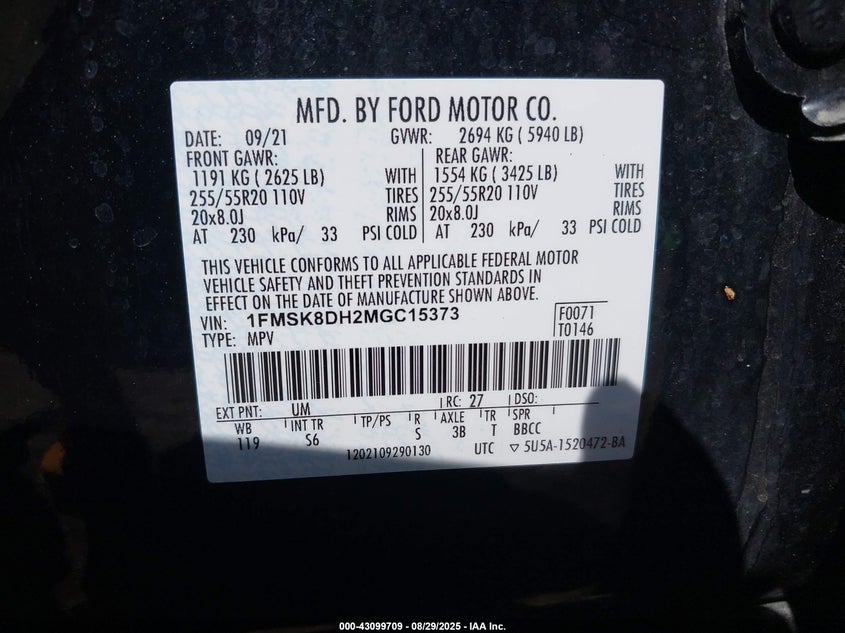 MFD. BY FORD MOTOR CO.
DATE: 09/21 GVWR: 2694 KG ( 5940 LB)
FRONT GAWR: REAR GAWR:
1191 KG ( 2625 LB) WITH 1554 KG ( 3425 LB) WITH
255/55R20 110V TIRES 255/55R20 110V TIRES
20x8.0J RIMS 20x8.0J RIMS
AT 230 kPa/ 33 PSI COLD AT 230 kPa/ 33 PSI COLD
THIS VEHICLE CONFORMS TO ALL APPLICABLE FEDERAL MOTOR
VEHICLE SAFETY AND THEFT PREVENTION STANDARDS IN
EFFECT ON THE DATE OF MANUFACTURE SHOWN ABOVE.
VIN: 1FMSK8DH2MGC15373 F0071
TYPE: MPV T0146
EXT PNT: UM RC: 27 DSO:
WB INT TR TP/PS R AXLE TR SPR
119 S6 S 3B T BBCC
1202109290130 UTC ▽ 5U5A-1520472-BA
000-43099709 - 08/29/2025 - IAA Inc.